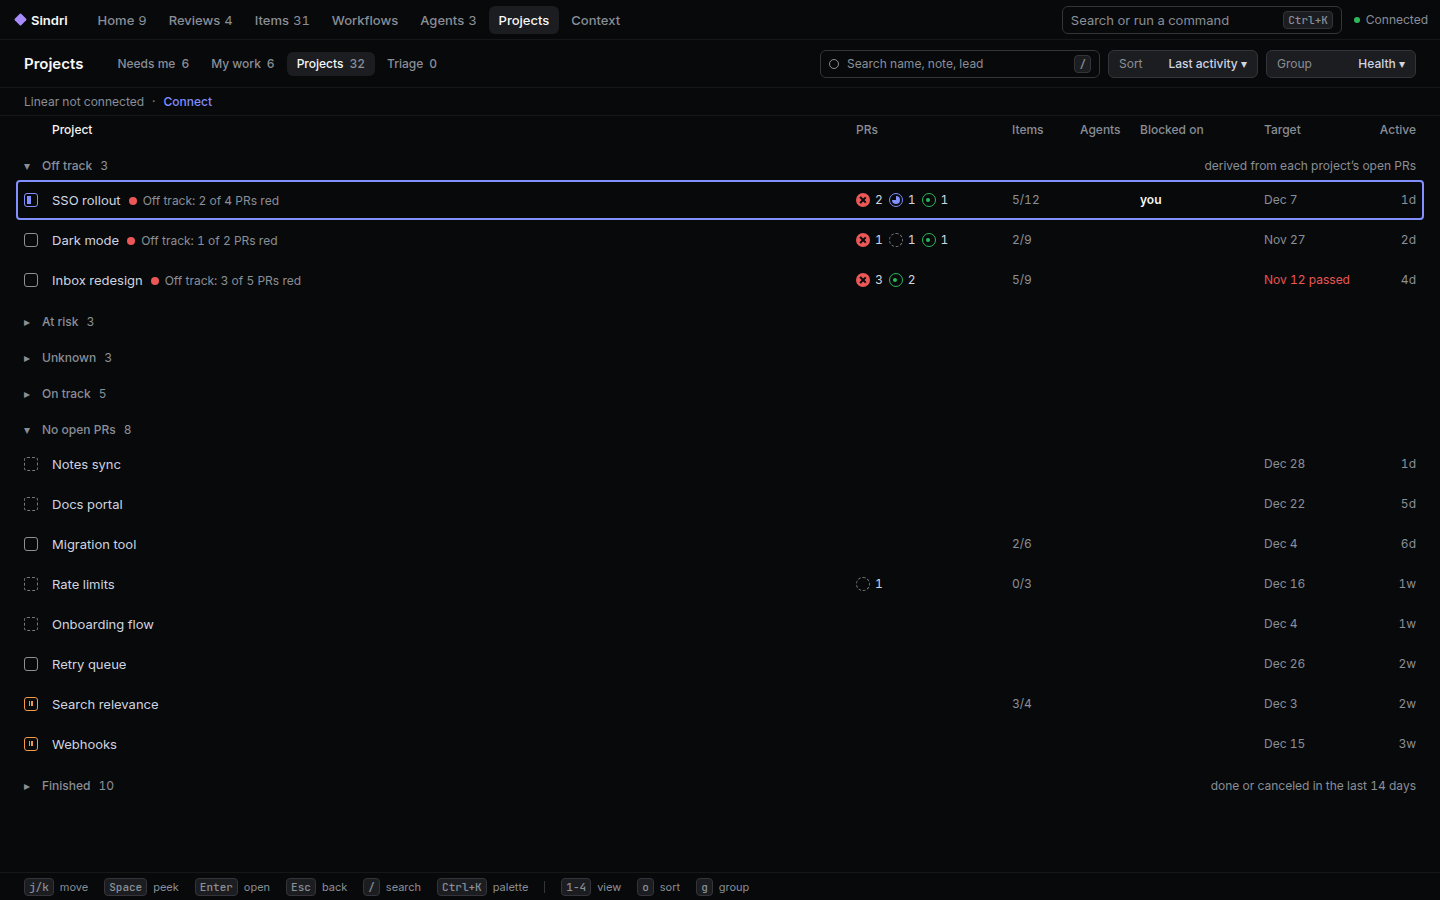 Sindri Home 9 Reviews 4 Items 31 Workflows Agents 3 Projects Context Search or run a command Ctrl+K Connected
Projects Needs me 6 My work 6 Projects 32 Triage 0 Search name, note, lead / Sort Last activity ▾ Group Health ▾
Linear not connected · Connect
Project PRs Items Agents Blocked on Target Active
▾ Off track 3 derived from each project's open PRs
SSO rollout Off track: 2 of 4 PRs red 2 1 1 5/12 you Dec 7 1d
Dark mode Off track: 1 of 2 PRs red 1 1 1 2/9 Nov 27 2d
Inbox redesign Off track: 3 of 5 PRs red 3 2 5/9 Nov 12 passed 4d
▸ At risk 3
▸ Unknown 3
▸ On track 5
▾ No open PRs 8
Notes sync Dec 28 1d
Docs portal Dec 22 5d
Migration tool 2/6 Dec 4 6d
Rate limits 1 0/3 Dec 16 1w
Onboarding flow Dec 4 1w
Retry queue Dec 26 2w
Search relevance 3/4 Dec 3 2w
Webhooks Dec 15 3w
▸ Finished 10 done or canceled in the last 14 days
j/k move Space peek Enter open Esc back / search Ctrl+K palette 1-4 view o sort g group